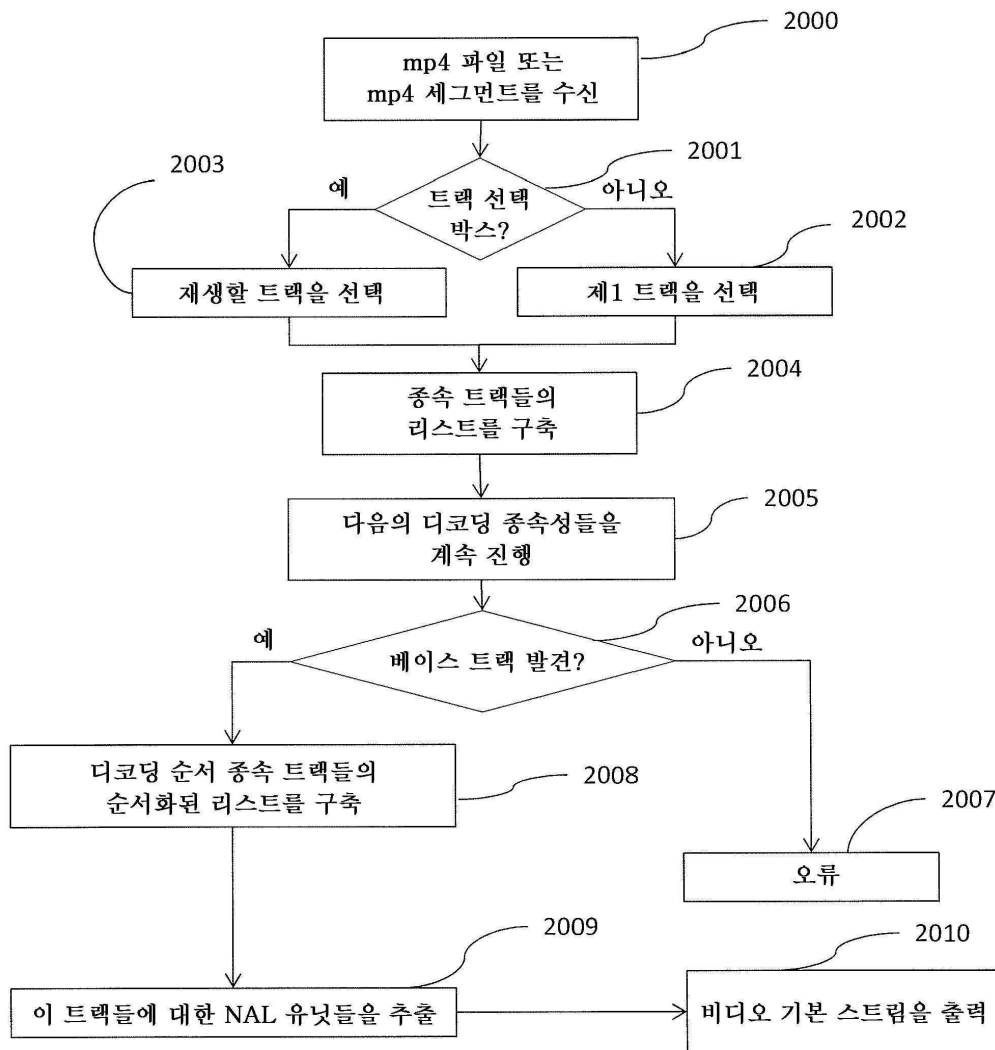 2000
mp4 파일 또는
mp4 세그먼트를 수신
2003
2001
예
아니오
트랙 선택
박스?
2002
재생할 트랙을 선택
제1 트랙을 선택
2004
종속 트랙들의
리스트를 구축
2005
다음의 디코딩 종속성들을
계속 진행
2006
예
아니오
베이스 트랙 발견?
디코딩 순서 종속 트랙들의
순서화된 리스트를 구축
2008
2007
오류
2009
2010
이 트랙들에 대한 NAL 유닛들을 추출
비디오 기본 스트림을 출력